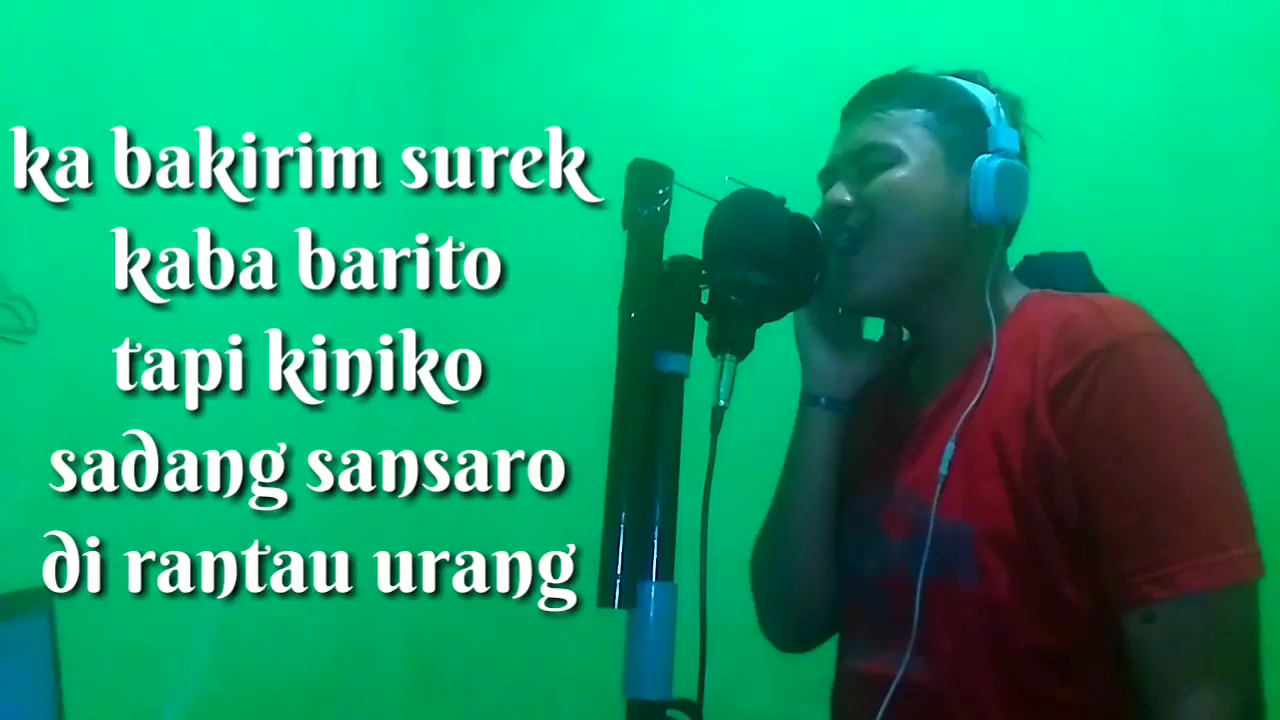 ka bakirim surek
kaba barito
tapi kiniko
sadang sansaro
di rantau urang